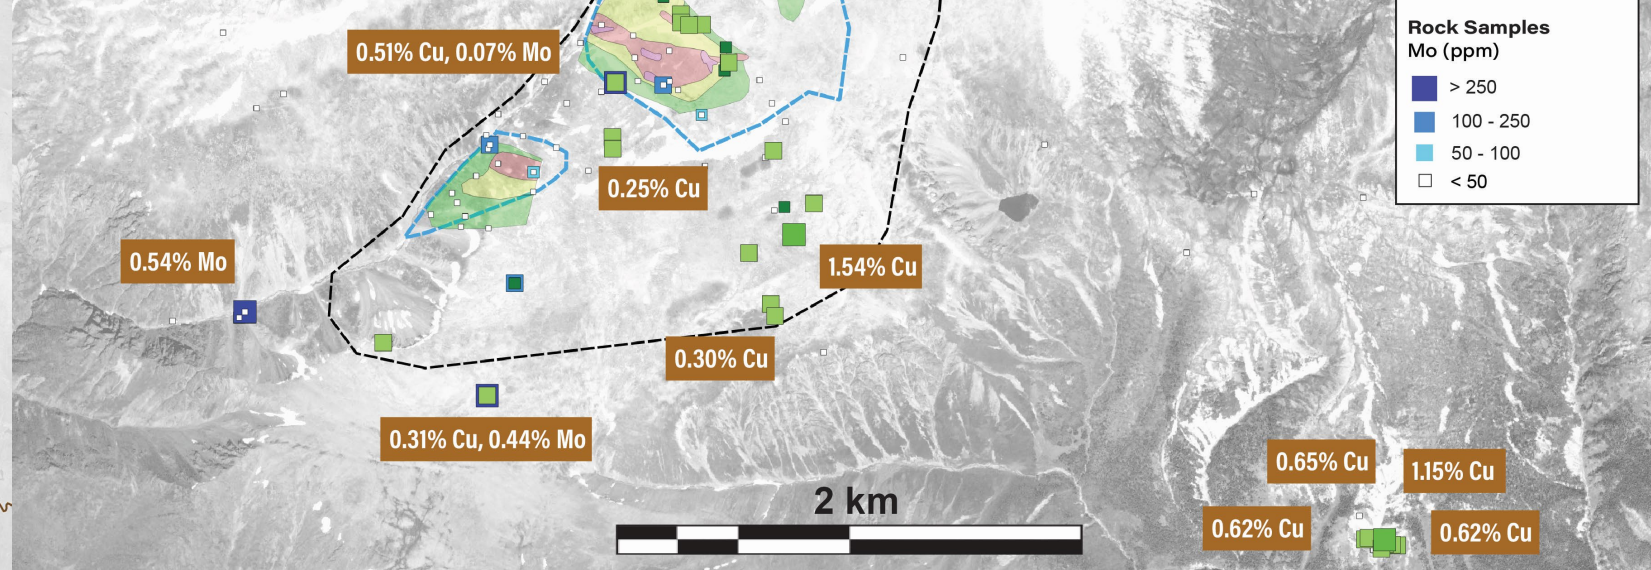 Rock Samples
Mo (ppm)
> 250
100 - 250
50 - 100
< 50
0.51% Cu, 0.07% Mo
0.25% Cu
0.54% Mo
1.54% Cu
0.30% Cu
0.31% Cu, 0.44% Mo
0.65% Cu
1.15% Cu
2 km
0.62% Cu
0.62% Cu